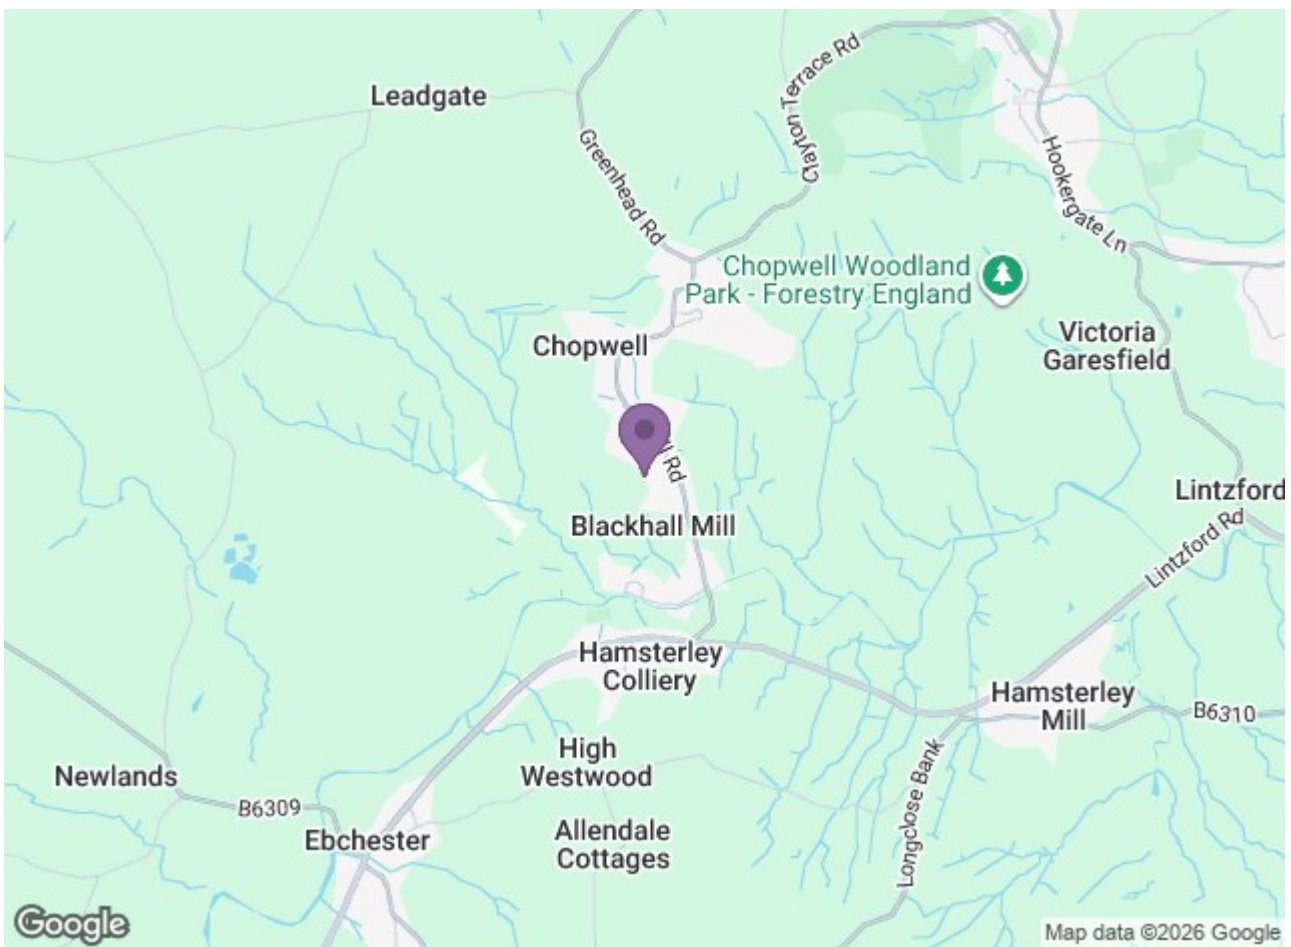 Leadgate
Clayton Terrace Rd
Greenhead Rd
Hookergate Ln
Chopwell Woodland
Park - Forestry England
Chopwell
Victoria
Garesfield
Rd
Lintzford
Blackhall Mill
Lintzford Rd
Hamsterley
Colliery
Hamsterley
Mill
B6310
High
Westwood
Newlands
B6309
Longclose Bank
Ebchester
Allendale
Cottages
Google
Map data ©2026 Google